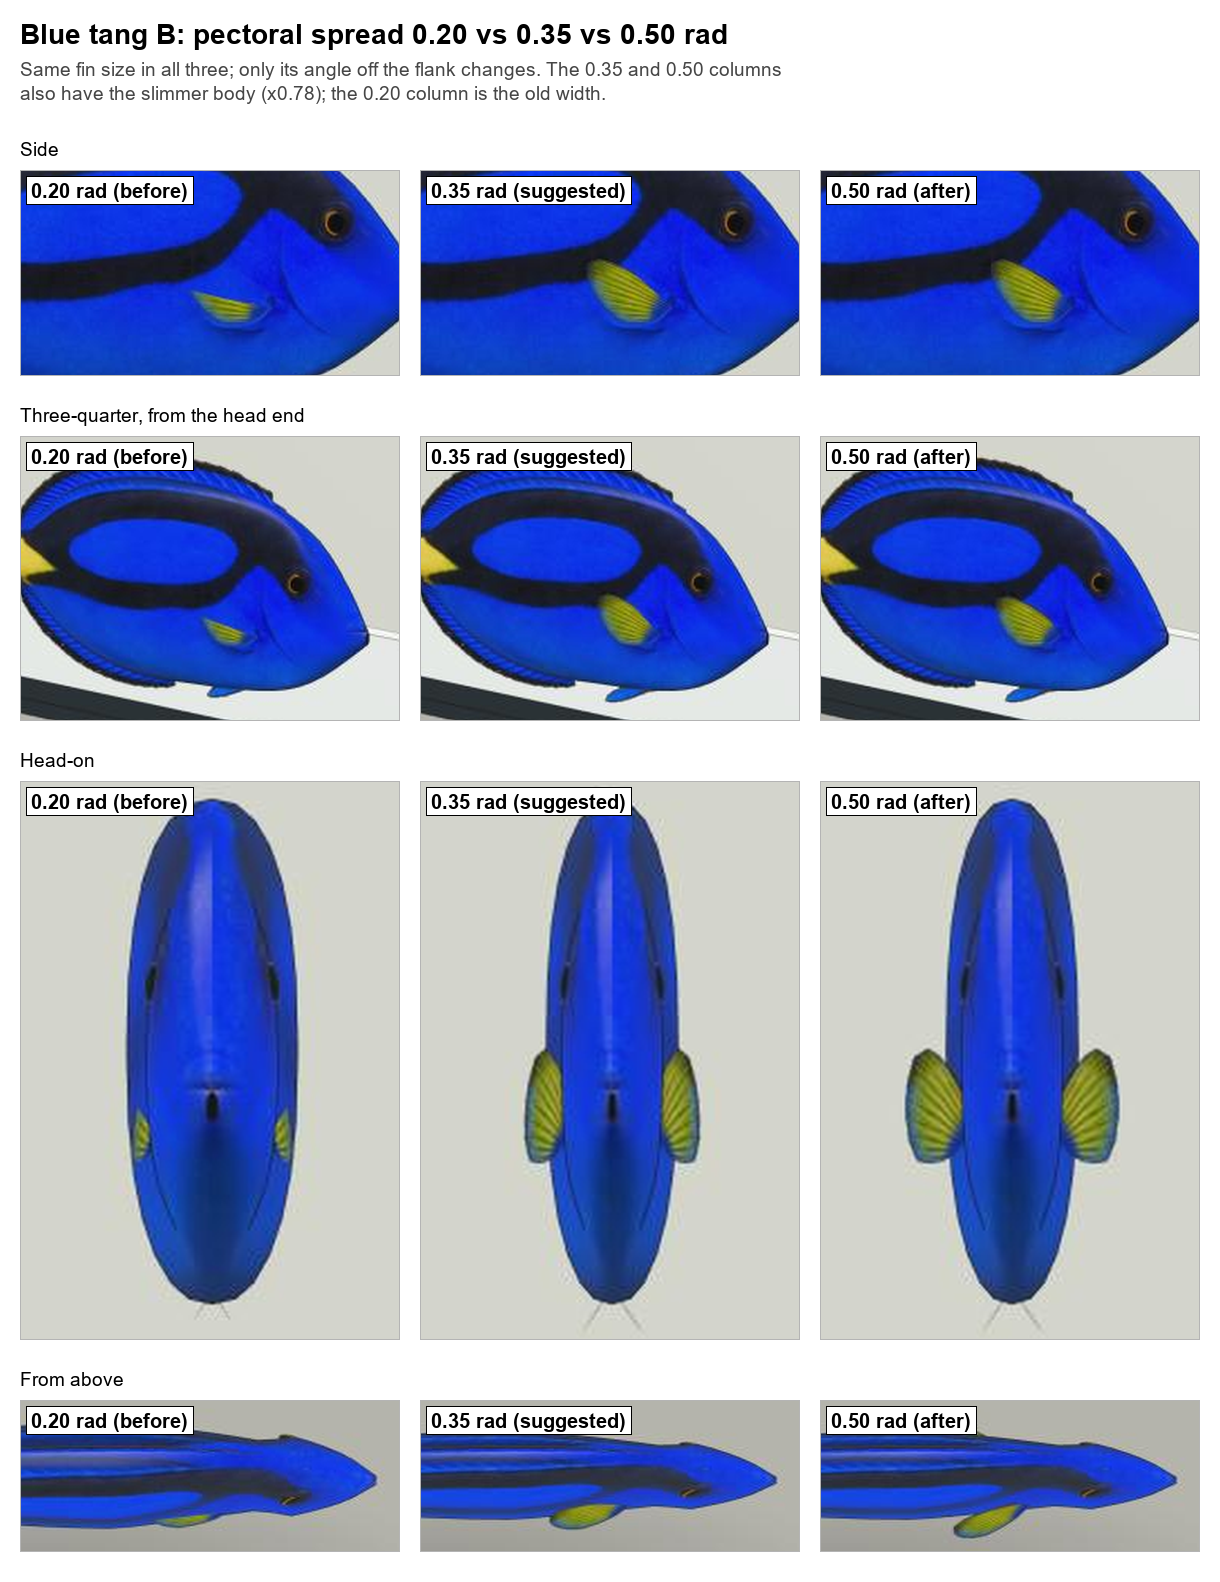 Blue tang B: pectoral spread 0.20 vs 0.35 vs 0.50 rad
Same fin size in all three; only its angle off the flank changes. The 0.35 and 0.50 columns
also have the slimmer body (x0.78); the 0.20 column is the old width.
Side
0.20 rad (before)
0.35 rad (suggested)
0.50 rad (after)
Three-quarter, from the head end
0.20 rad (before)
0.35 rad (suggested)
0.50 rad (after)
Head-on
0.20 rad (before)
0.35 rad (suggested)
0.50 rad (after)
From above
0.20 rad (before)
0.35 rad (suggested)
0.50 rad (after)